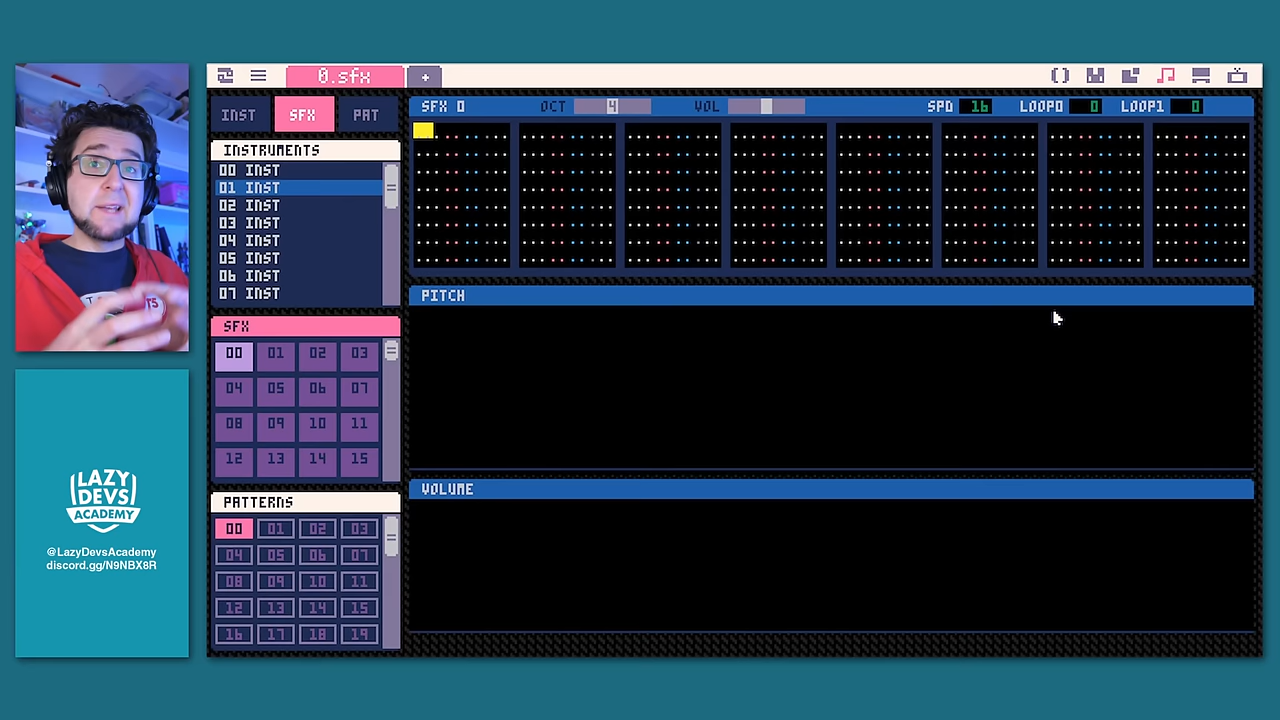 0.sfx
+
INST SFX PAT
SFX 0 OCT 4 VOL SPD 16 LOOP0 0 LOOP1 0
INSTRUMENTS
00 INST
01 INST
02 INST
03 INST
04 INST
05 INST
06 INST
07 INST
PITCH
SFX
00 01 02 03
04 05 06 07
08 09 10 11
12 13 14 15
VOLUME
PATTERNS
00 01 02 03
04 05 06 07
08 09 10 11
12 13 14 15
16 17 18 19
LAZY
DEVS
ACADEMY
@LazyDevsAcademy
discord.gg/N9NBX8R